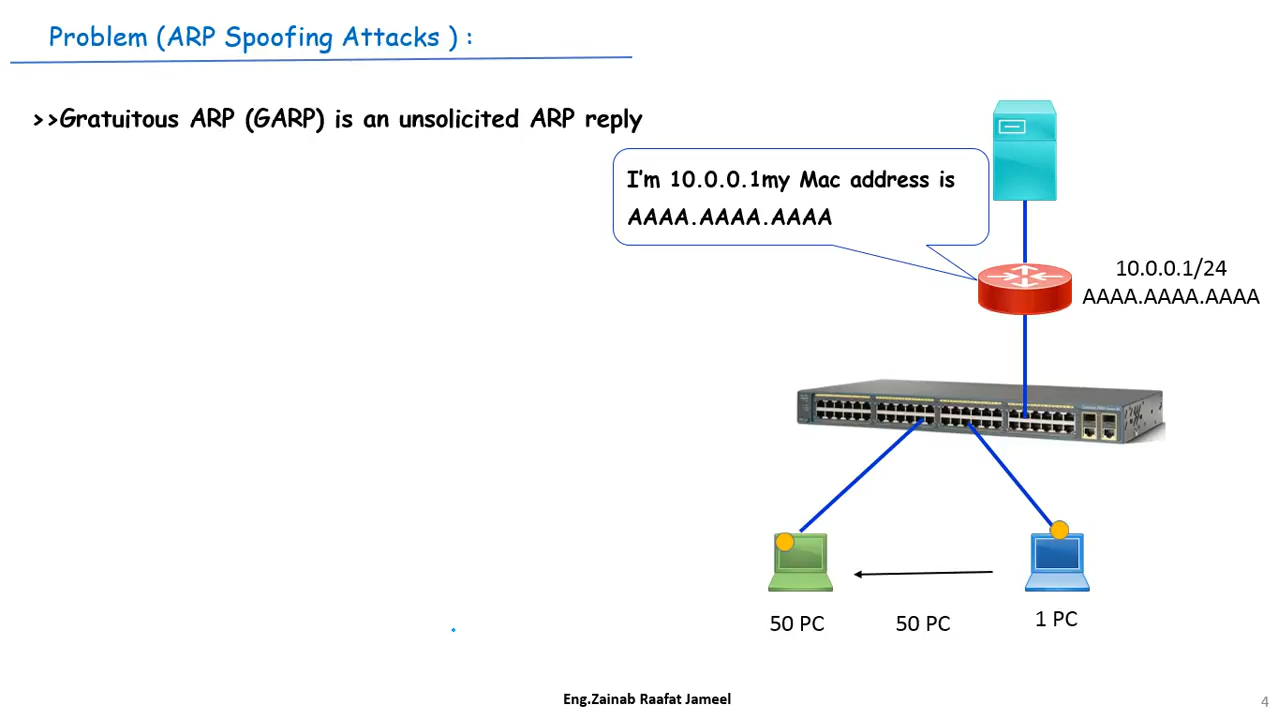 Problem (ARP Spoofing Attacks ) :
>>Gratuitous ARP (GARP) is an unsolicited ARP reply
I'm 10.0.0.1my Mac address is
AAAA.AAAA.AAAA
10.0.0.1/24
AAAA.AAAA.AAAA
50 PC
50 PC
1 PC
Eng.Zainab Raafat Jameel
4